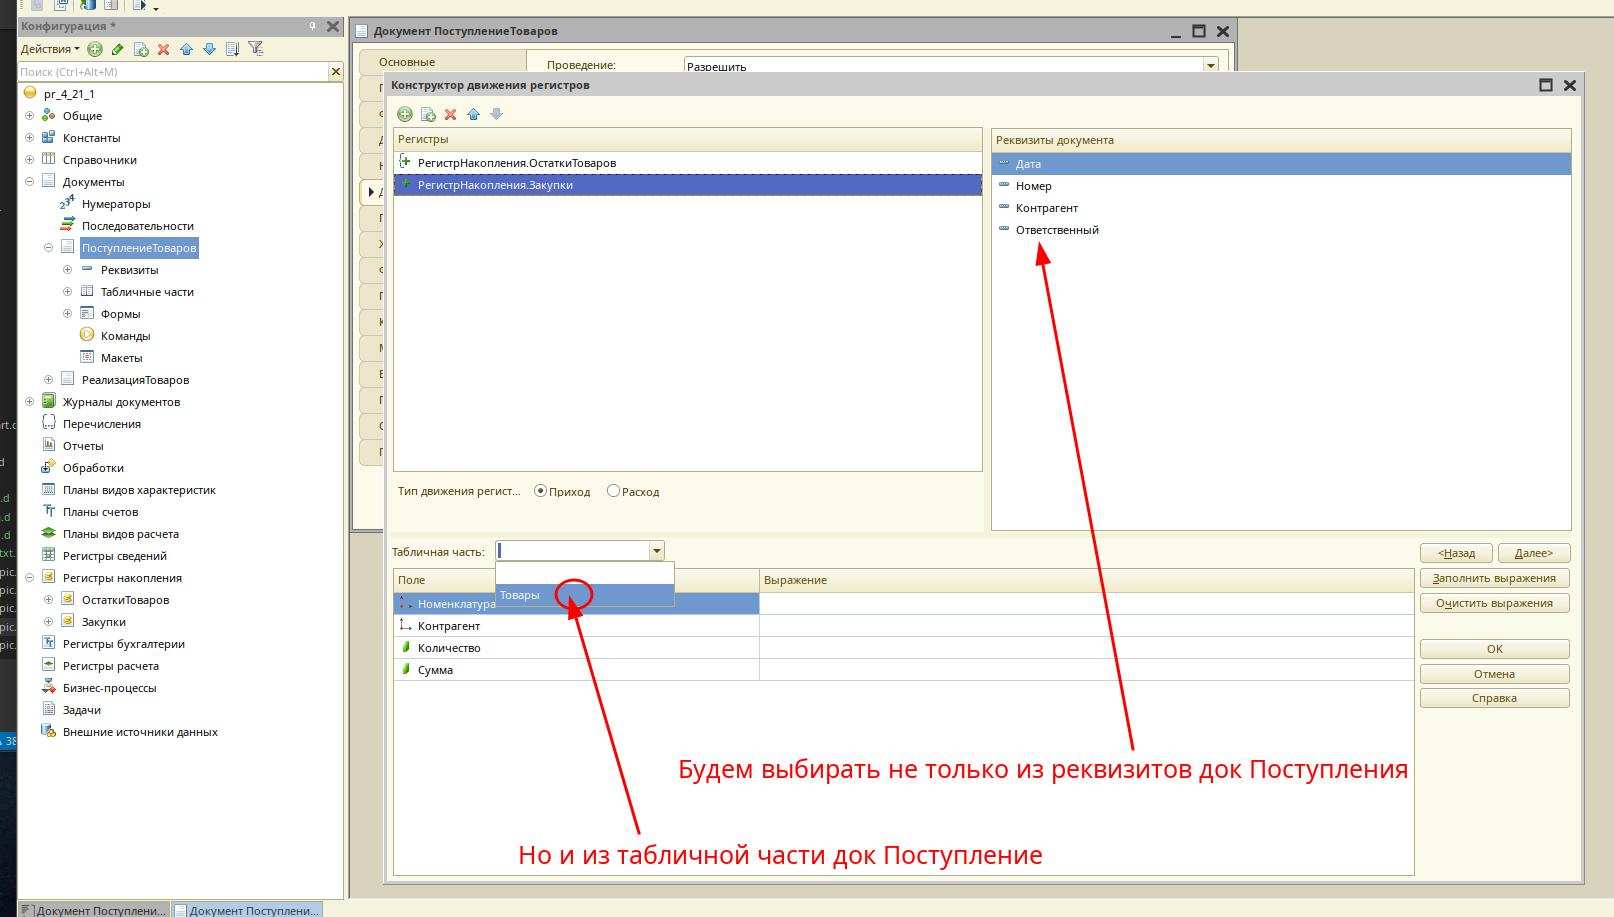 Конфигурация *
Действия
Поиск (Ctrl+Alt+M)
pr_4_21_1
Общие
Константы
Справочники
Документы
Нумераторы
Последовательности
ПоступлениеТоваров
Реквизиты
Табличные части
Формы
Команды
Макеты
РеализацияТоваров
Журналы документов
Перечисления
Отчеты
Обработки
Планы видов характеристик
Планы счетов
Планы видов расчета
Регистры сведений
Регистры накопления
ОстаткиТоваров
Закупки
Регистры бухгалтерии
Регистры расчета
Бизнес-процессы
Задачи
Внешние источники данных
Документ ПоступлениеТоваров
Основные
Проведение:
Разрешить
Конструктор движения регистров
Регистры
РегистрНакопления.ОстаткиТоваров
РегистрНакопления.Закупки
Реквизиты документа
Дата
Номер
Контрагент
Ответственный
Тип движения регист...
Приход
Расход
Табличная часть:
Товары
Поле
Выражение
Номенклатура
Контрагент
Количество
Сумма
<Назад
Далее>
Заполнить выражения
Очистить выражения
OK
Отмена
Справка
Будем выбирать не только из реквизитов док Поступления
Но и из табличной части док Поступление
Документ Поступлени...
Документ Поступлени...